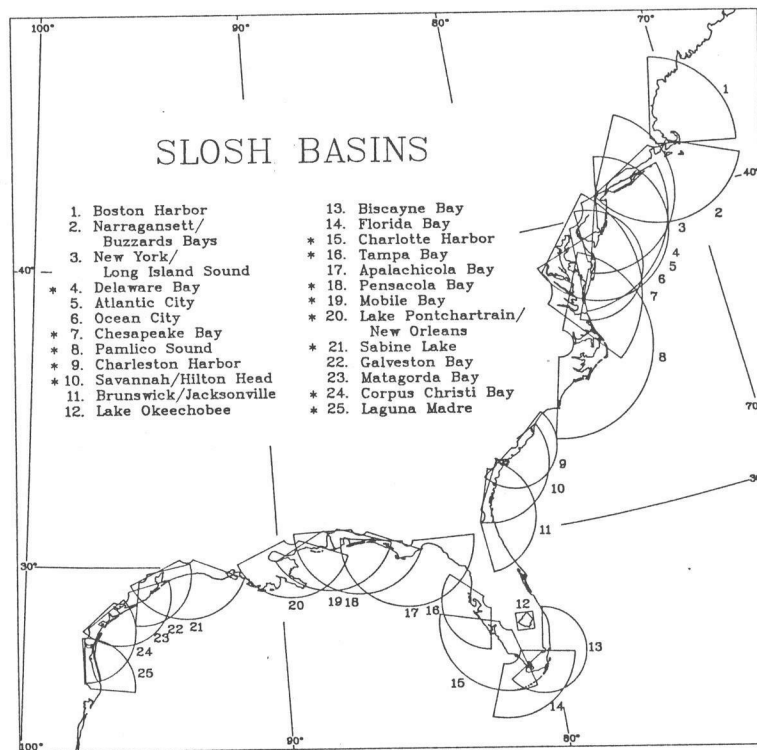 100°
90°
80°
70°
SLOSH BASINS
1. Boston Harbor
2. Narragansett/
Buzzards Bays
3. New York/
Long Island Sound
* 4. Delaware Bay
5. Atlantic City
6. Ocean City
* 7. Chesapeake Bay
* 8. Pamlico Sound
* 9. Charleston Harbor
* 10. Savannah/Hilton Head
11. Brunswick/Jacksonville
12. Lake Okeechobee
13. Biscayne Bay
14. Florida Bay
* 15. Charlotte Harbor
* 16. Tampa Bay
17. Apalachicola Bay
* 18. Pensacola Bay
* 19. Mobile Bay
* 20. Lake Pontchartrain/
New Orleans
* 21. Sabine Lake
22. Galveston Bay
23. Matagorda Bay
* 24. Corpus Christi Bay
* 25. Laguna Madre
1
40°
2
3
4
5
6
7
40°
8
70°
9
10
30°
11
30°
12
13
14
15
16
17
18
19
20
21
22
23
24
25
100°
90°
80°